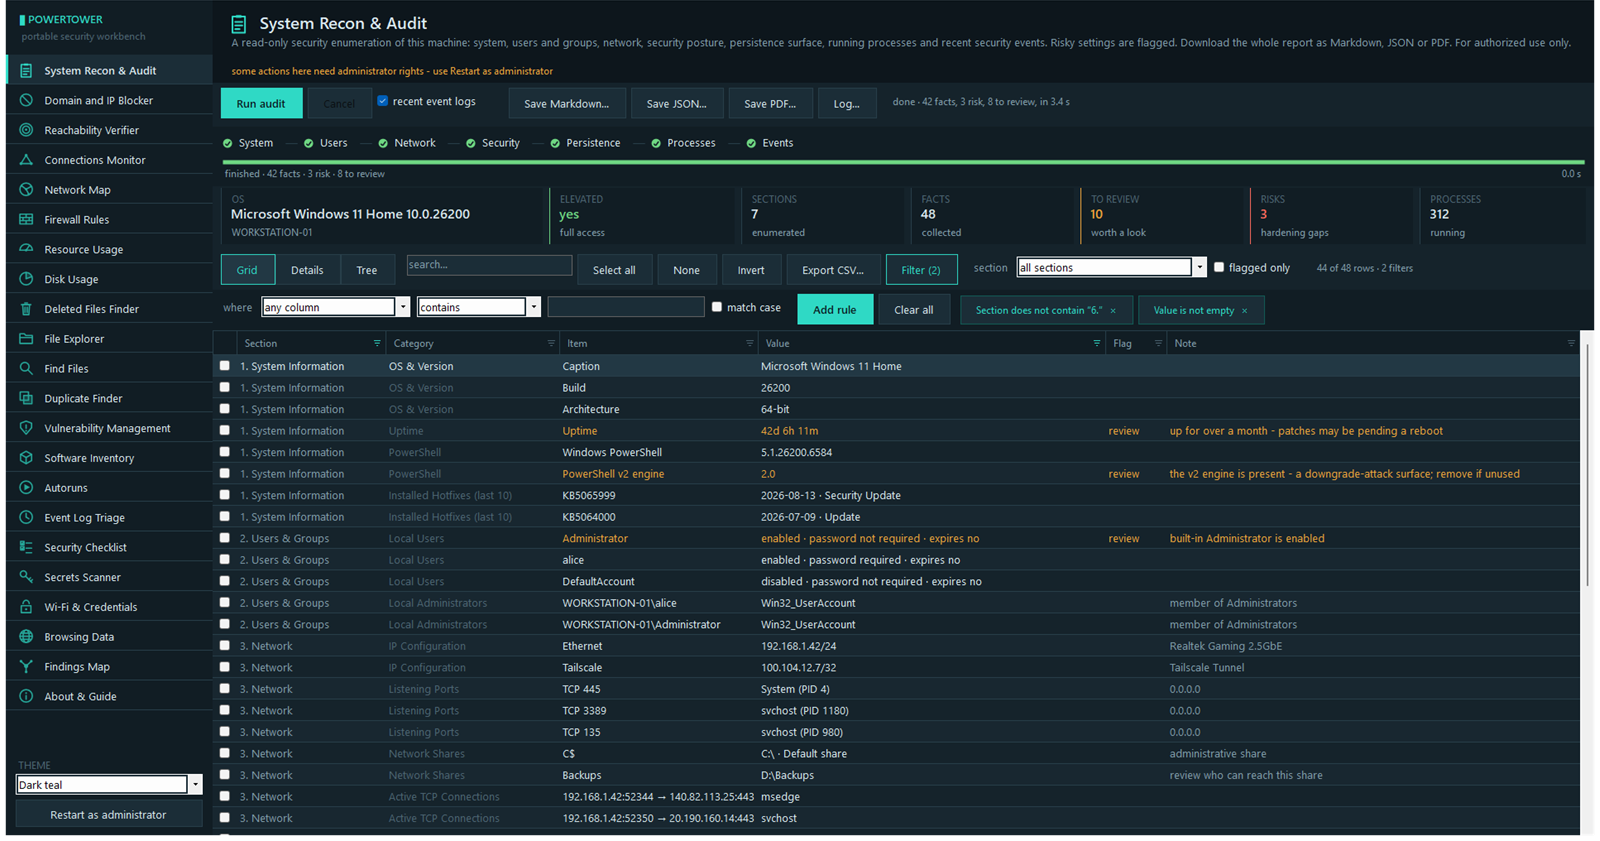 POWERTOWER
portable security workbench
System Recon & Audit
Domain and IP Blocker
Reachability Verifier
Connections Monitor
Network Map
Firewall Rules
Resource Usage
Disk Usage
Deleted Files Finder
File Explorer
Find Files
Duplicate Finder
Vulnerability Management
Software Inventory
Autoruns
Event Log Triage
Security Checklist
Secrets Scanner
Wi-Fi & Credentials
Browsing Data
Findings Map
About & Guide
THEME
Dark teal
Restart as administrator
System Recon & Audit
A read-only security enumeration of this machine: system, users and groups, network, security posture, persistence surface, running processes and recent security events. Risky settings are flagged. Download the whole report as Markdown, JSON or PDF. For authorized use only.
some actions here need administrator rights - use Restart as administrator
Run audit Cancel recent event logs Save Markdown... Save JSON... Save PDF... Log... done · 42 facts, 3 risk, 8 to review, in 3.4 s
System Users Network Security Persistence Processes Events
finished · 42 facts · 3 risk · 8 to review 0.0 s
OS ELEVATED SECTIONS FACTS TO REVIEW RISKS PROCESSES
Microsoft Windows 11 Home 10.0.26200 yes 7 48 10 3 312
WORKSTATION-01 full access enumerated collected worth a look hardening gaps running
Grid Details Tree search... Select all None Invert Export CSV... Filter (2) section all sections flagged only 44 of 48 rows · 2 filters
where any column contains match case Add rule Clear all Section does not contain "6." × Value is not empty ×
Section Category Item Value Flag Note
1. System Information OS & Version Caption Microsoft Windows 11 Home
1. System Information OS & Version Build 26200
1. System Information OS & Version Architecture 64-bit
1. System Information Uptime Uptime 42d 6h 11m review up for over a month - patches may be pending a reboot
1. System Information PowerShell Windows PowerShell 5.1.26200.6584
1. System Information PowerShell PowerShell v2 engine 2.0 review the v2 engine is present - a downgrade-attack surface; remove if unused
1. System Information Installed Hotfixes (last 10) KB5065999 2026-08-13 · Security Update
1. System Information Installed Hotfixes (last 10) KB5064000 2026-07-09 · Update
2. Users & Groups Local Users Administrator enabled · password not required · expires no review built-in Administrator is enabled
2. Users & Groups Local Users alice enabled · password required · expires no
2. Users & Groups Local Users DefaultAccount disabled · password not required · expires no
2. Users & Groups Local Administrators WORKSTATION-01\alice Win32_UserAccount member of Administrators
2. Users & Groups Local Administrators WORKSTATION-01\Administrator Win32_UserAccount member of Administrators
3. Network IP Configuration Ethernet 192.168.1.42/24 Realtek Gaming 2.5GbE
3. Network IP Configuration Tailscale 100.104.12.7/32 Tailscale Tunnel
3. Network Listening Ports TCP 445 System (PID 4) 0.0.0.0
3. Network Listening Ports TCP 3389 svchost (PID 1180) 0.0.0.0
3. Network Listening Ports TCP 135 svchost (PID 980) 0.0.0.0
3. Network Network Shares C$ C:\ · Default share administrative share
3. Network Network Shares Backups D:\Backups review who can reach this share
3. Network Active TCP Connections 192.168.1.42:52344 → 140.82.113.25:443 msedge
3. Network Active TCP Connections 192.168.1.42:52350 → 20.190.160.14:443 svchost